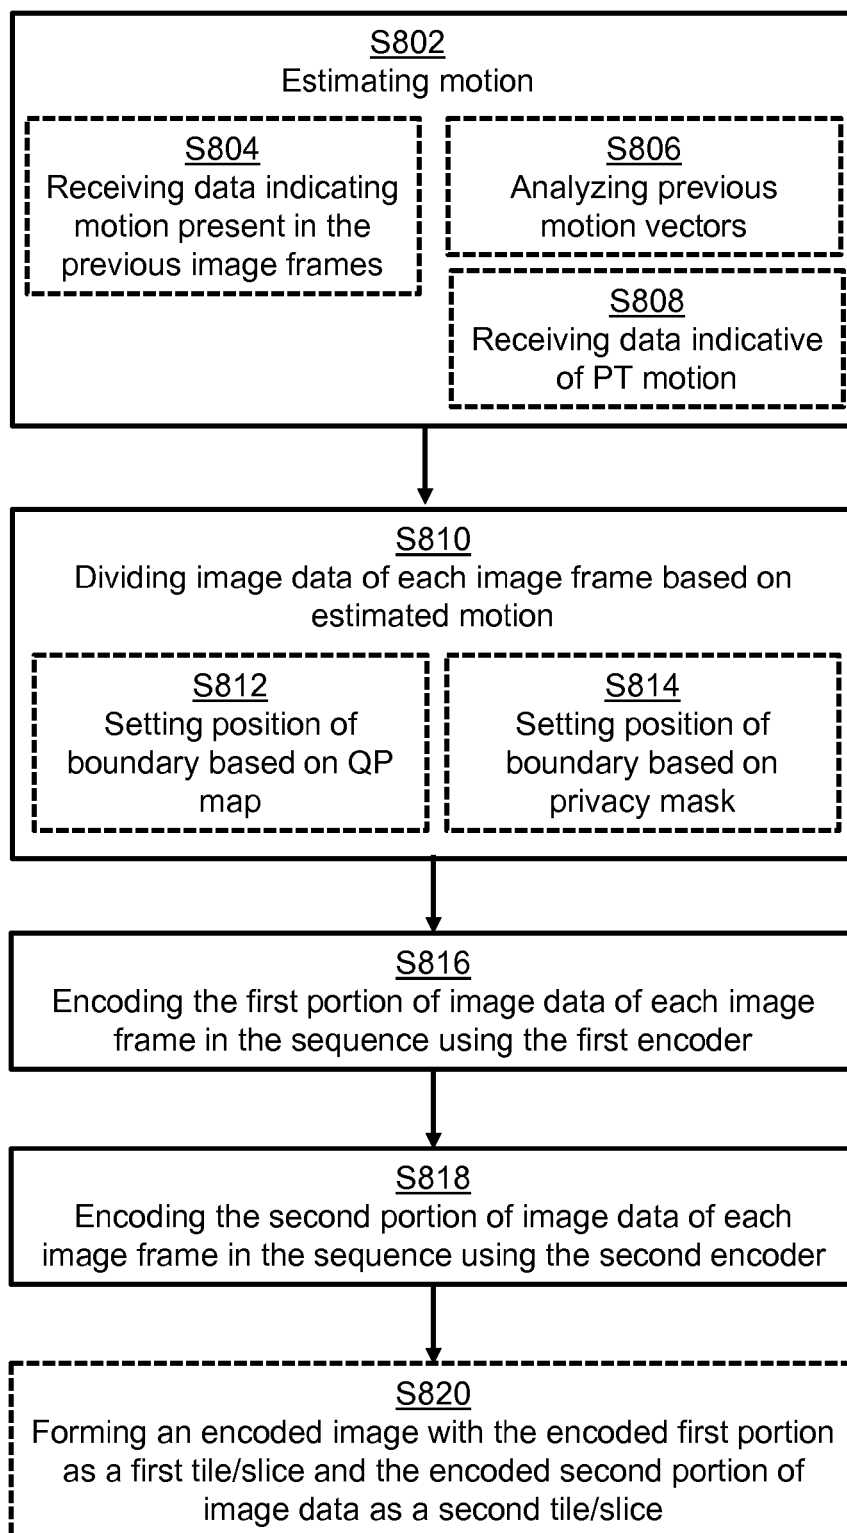 S802
Estimating motion
S804
Receiving data indicating
motion present in the
previous image frames
S806
Analyzing previous
motion vectors
S808
Receiving data indicative
of PT motion
S810
Dividing image data of each image frame based on
estimated motion
S812
Setting position of
boundary based on QP
map
S814
Setting position of
boundary based on
privacy mask
S816
Encoding the first portion of image data of each image
frame in the sequence using the first encoder
S818
Encoding the second portion of image data of each
image frame in the sequence using the second encoder
S820
Forming an encoded image with the encoded first portion
as a first tile/slice and the encoded second portion of
image data as a second tile/slice